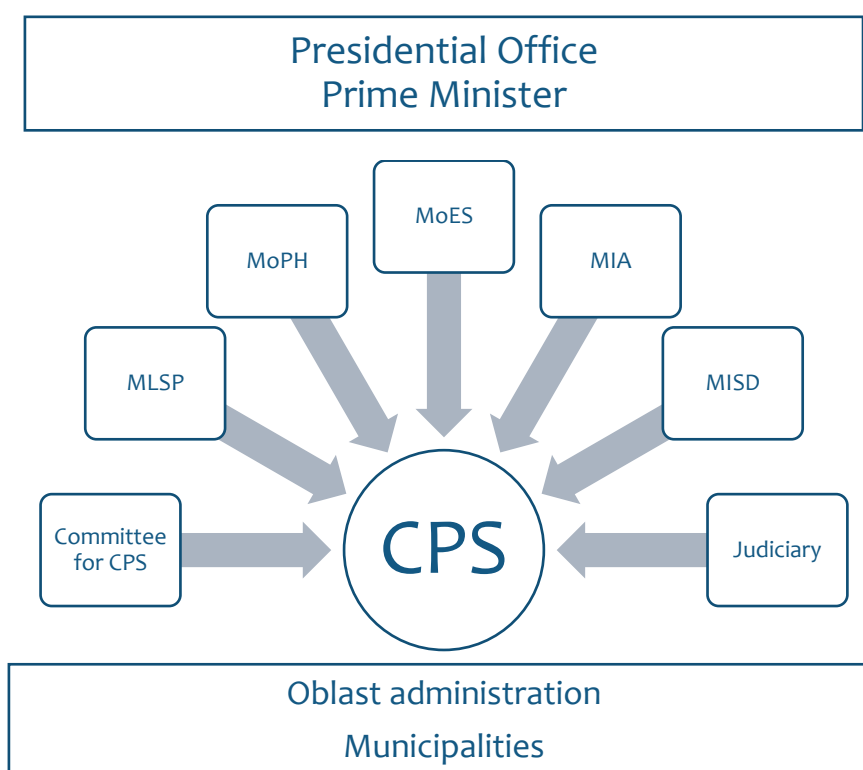 Presidential Office
Prime Minister
MoES
MoPH
MIA
MLSP
MISD
Committee
for CPS
CPS
Judiciary
Oblast administration
Municipalities